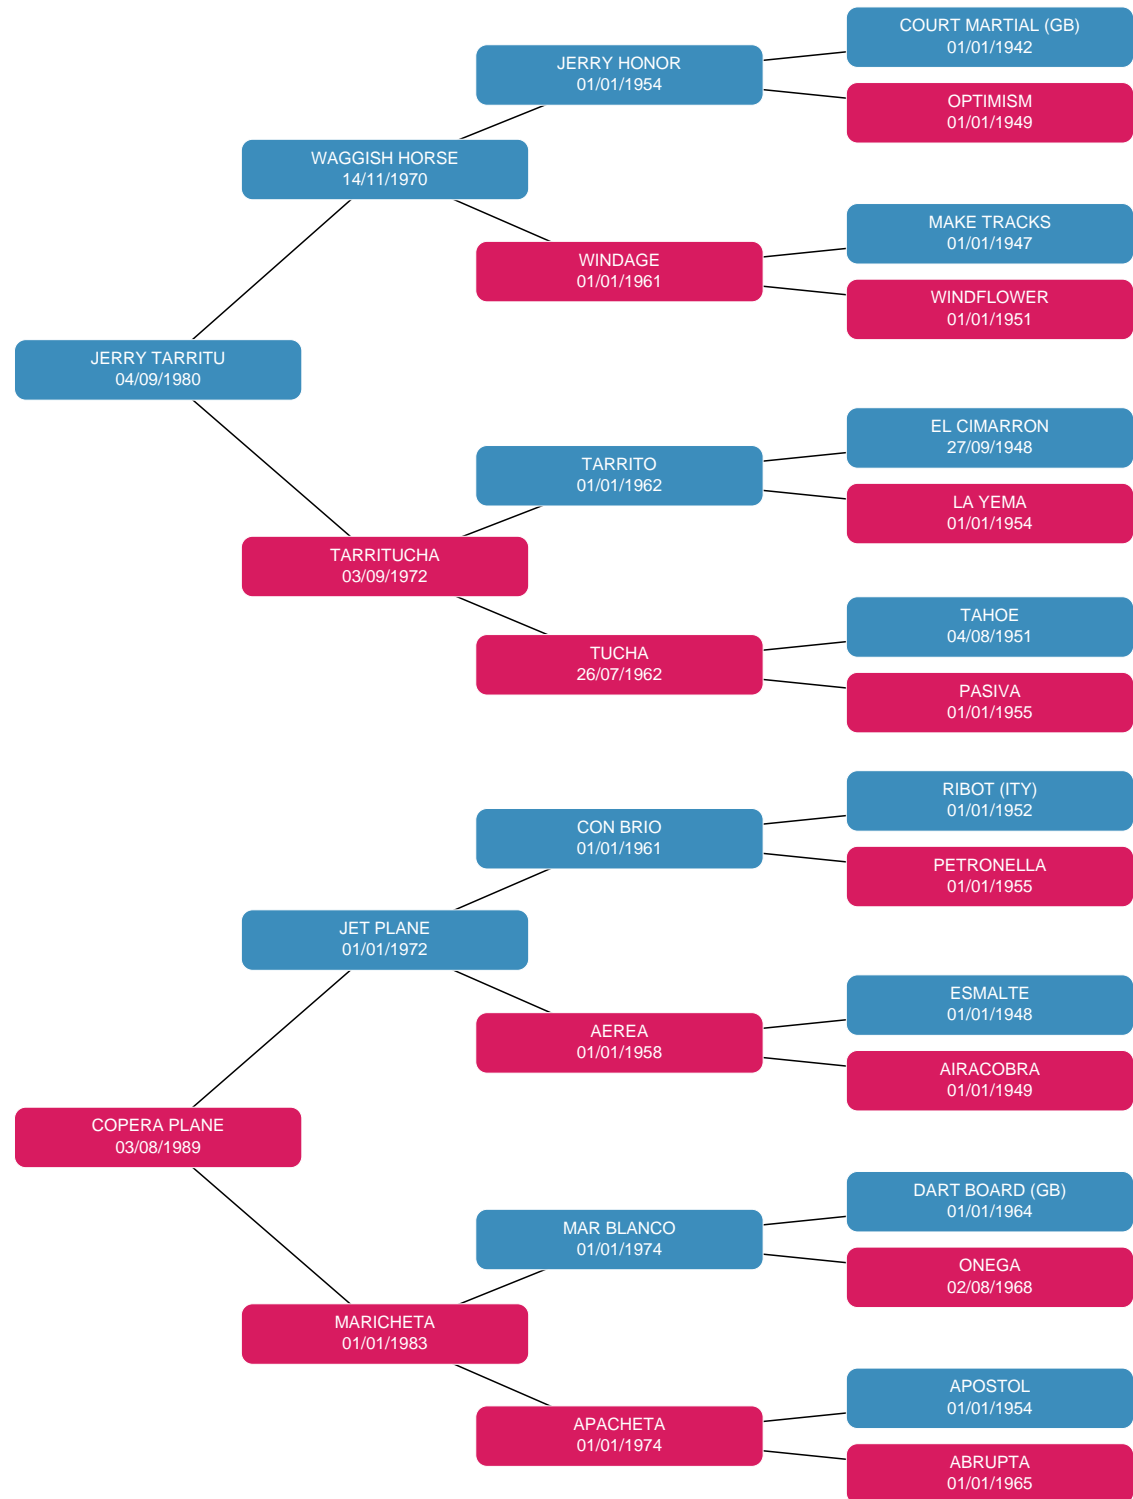 COURT MARTIAL (GB)
01/01/1942
JERRY HONOR
01/01/1954
OPTIMISM
01/01/1949
WAGGISH HORSE
14/11/1970
MAKE TRACKS
01/01/1947
WINDAGE
01/01/1961
WINDFLOWER
01/01/1951
JERRY TARRITU
04/09/1980
EL CIMARRON
27/09/1948
TARRITO
01/01/1962
LA YEMA
01/01/1954
TARRITUCHA
03/09/1972
TAHOE
04/08/1951
TUCHA
26/07/1962
PASIVA
01/01/1955
RIBOT (ITY)
01/01/1952
CON BRIO
01/01/1961
PETRONELLA
01/01/1955
JET PLANE
01/01/1972
ESMALTE
01/01/1948
AEREA
01/01/1958
AIRACOBRA
01/01/1949
COPERA PLANE
03/08/1989
DART BOARD (GB)
01/01/1964
MAR BLANCO
01/01/1974
ONEGA
02/08/1968
MARICHETA
01/01/1983
APOSTOL
01/01/1954
APACHETA
01/01/1974
ABRUPTA
01/01/1965